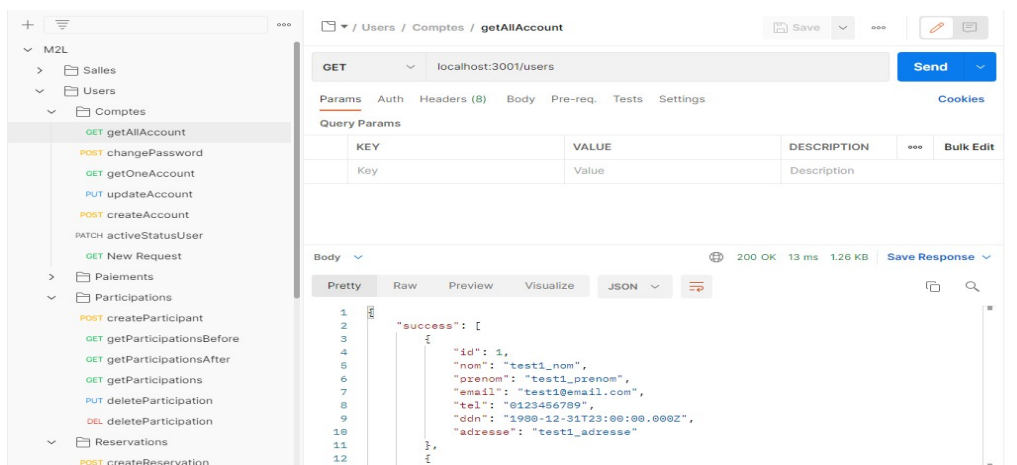 M2L
Salles
Users
Comptes
GET getAllAccount
POST changePassword
GET getOneAccount
PUT updateAccount
POST createAccount
PATCH activeStatusUser
GET New Request
Paiements
Participations
POST createParticipant
GET getParticipationsBefore
GET getParticipationsAfter
GET getParticipations
PUT deleteParticipation
DEL deleteParticipation
Reservations
POST createReservation
/ Users / Comptes / getAllAccount
Save
GET localhost:3001/users Send
Params Auth Headers (8) Body Pre-req. Tests Settings Cookies
Query Params
KEY VALUE DESCRIPTION Bulk Edit
Key Value Description
Body 200 OK 13 ms 1.26 KB Save Response
Pretty Raw Preview Visualize JSON
1 {
2 "success": [
3 {
4 "id": 1,
5 "nom": "test1_nom",
6 "prenom": "test1_prenom",
7 "email": "test1@email.com",
8 "tel": "0123456789",
9 "ddn": "1980-12-31T23:00:00.000Z",
10 "adresse": "test1_adresse"
11 },
12 {